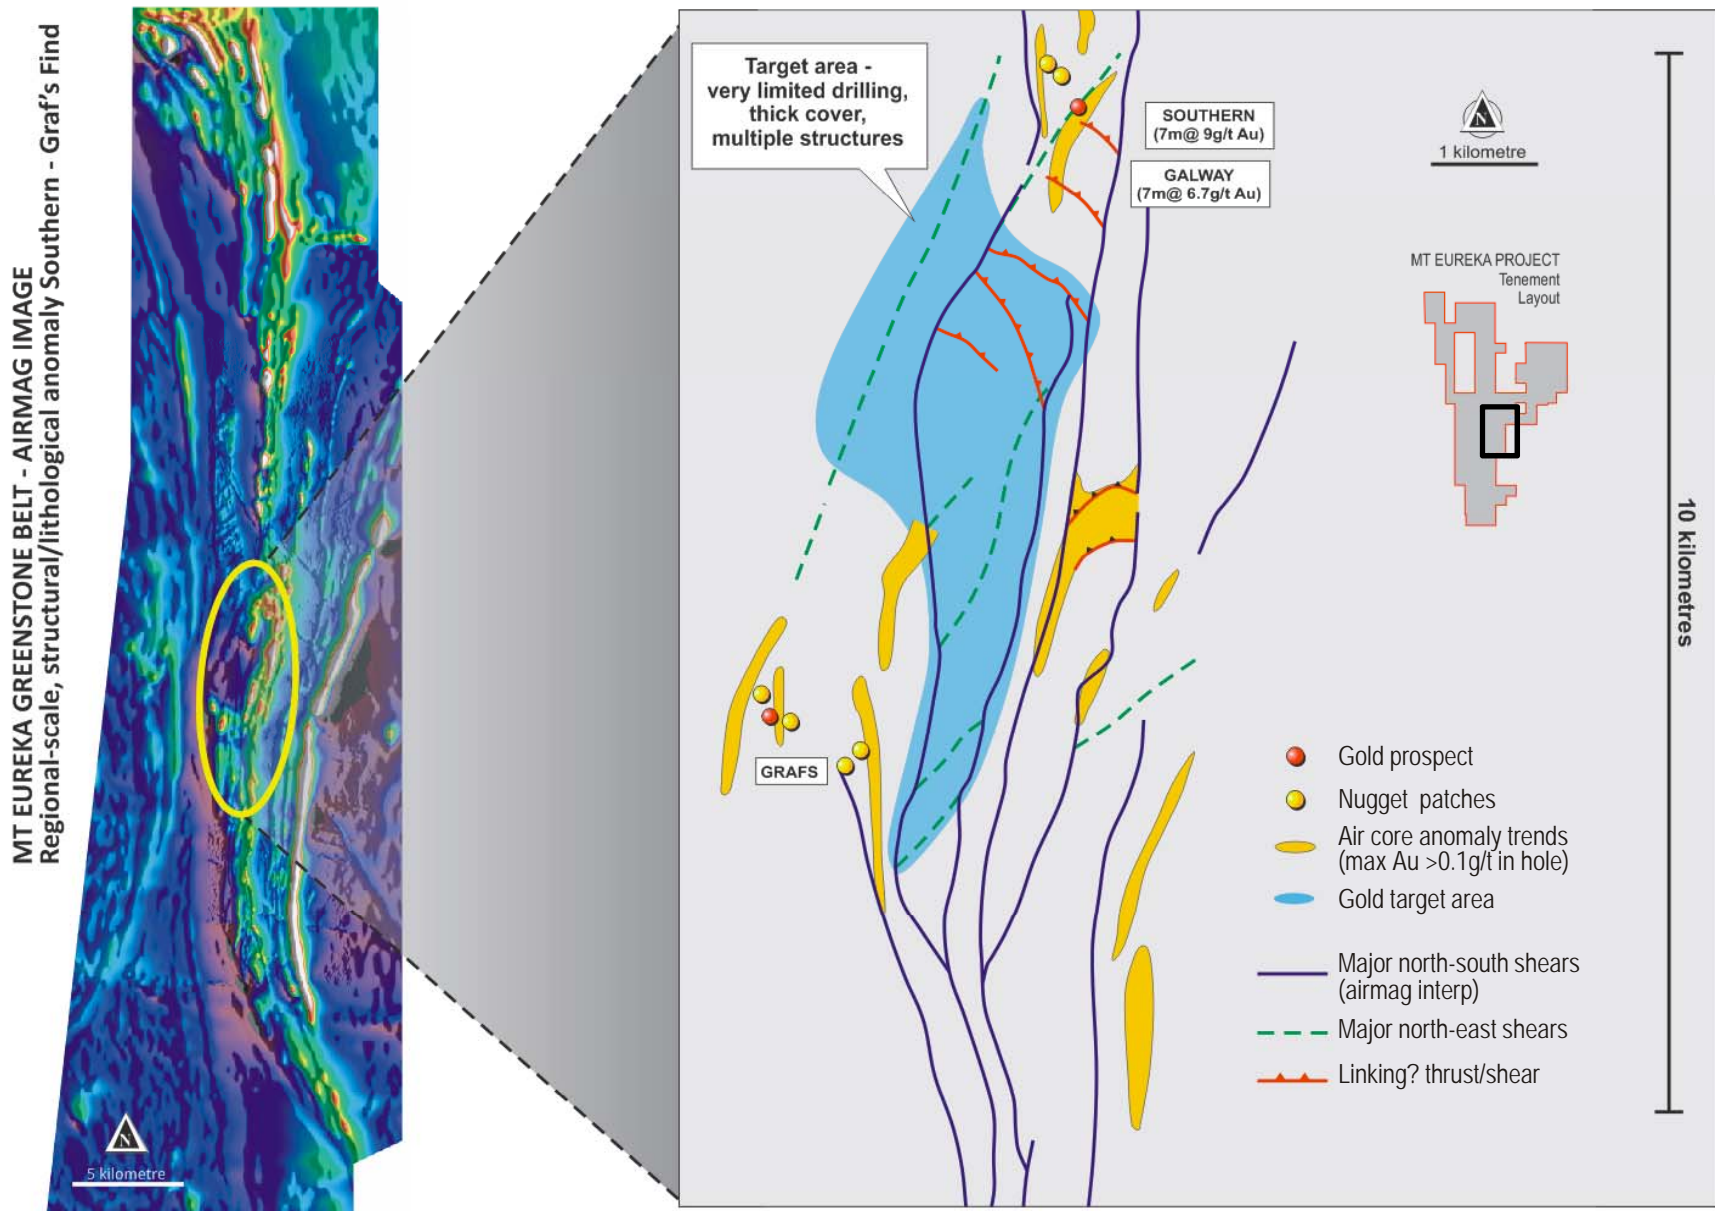 MT EUREKA GREENSTONE BELT - AIRMAG IMAGE
Regional-scale, structural/lithological anomaly Southern - Graf's Find
N
5 kilometre
Target area -
very limited drilling,
thick cover,
multiple structures
SOUTHERN
(7m@ 9g/t Au)
GALWAY
(7m@ 6.7g/t Au)
N
1 kilometre
MT EUREKA PROJECT
Tenement
Layout
10 kilometres
GRAFS
Gold prospect
Nugget patches
Air core anomaly trends
(max Au >0.1g/t in hole)
Gold target area
Major north-south shears
(airmag interp)
Major north-east shears
Linking? thrust/shear